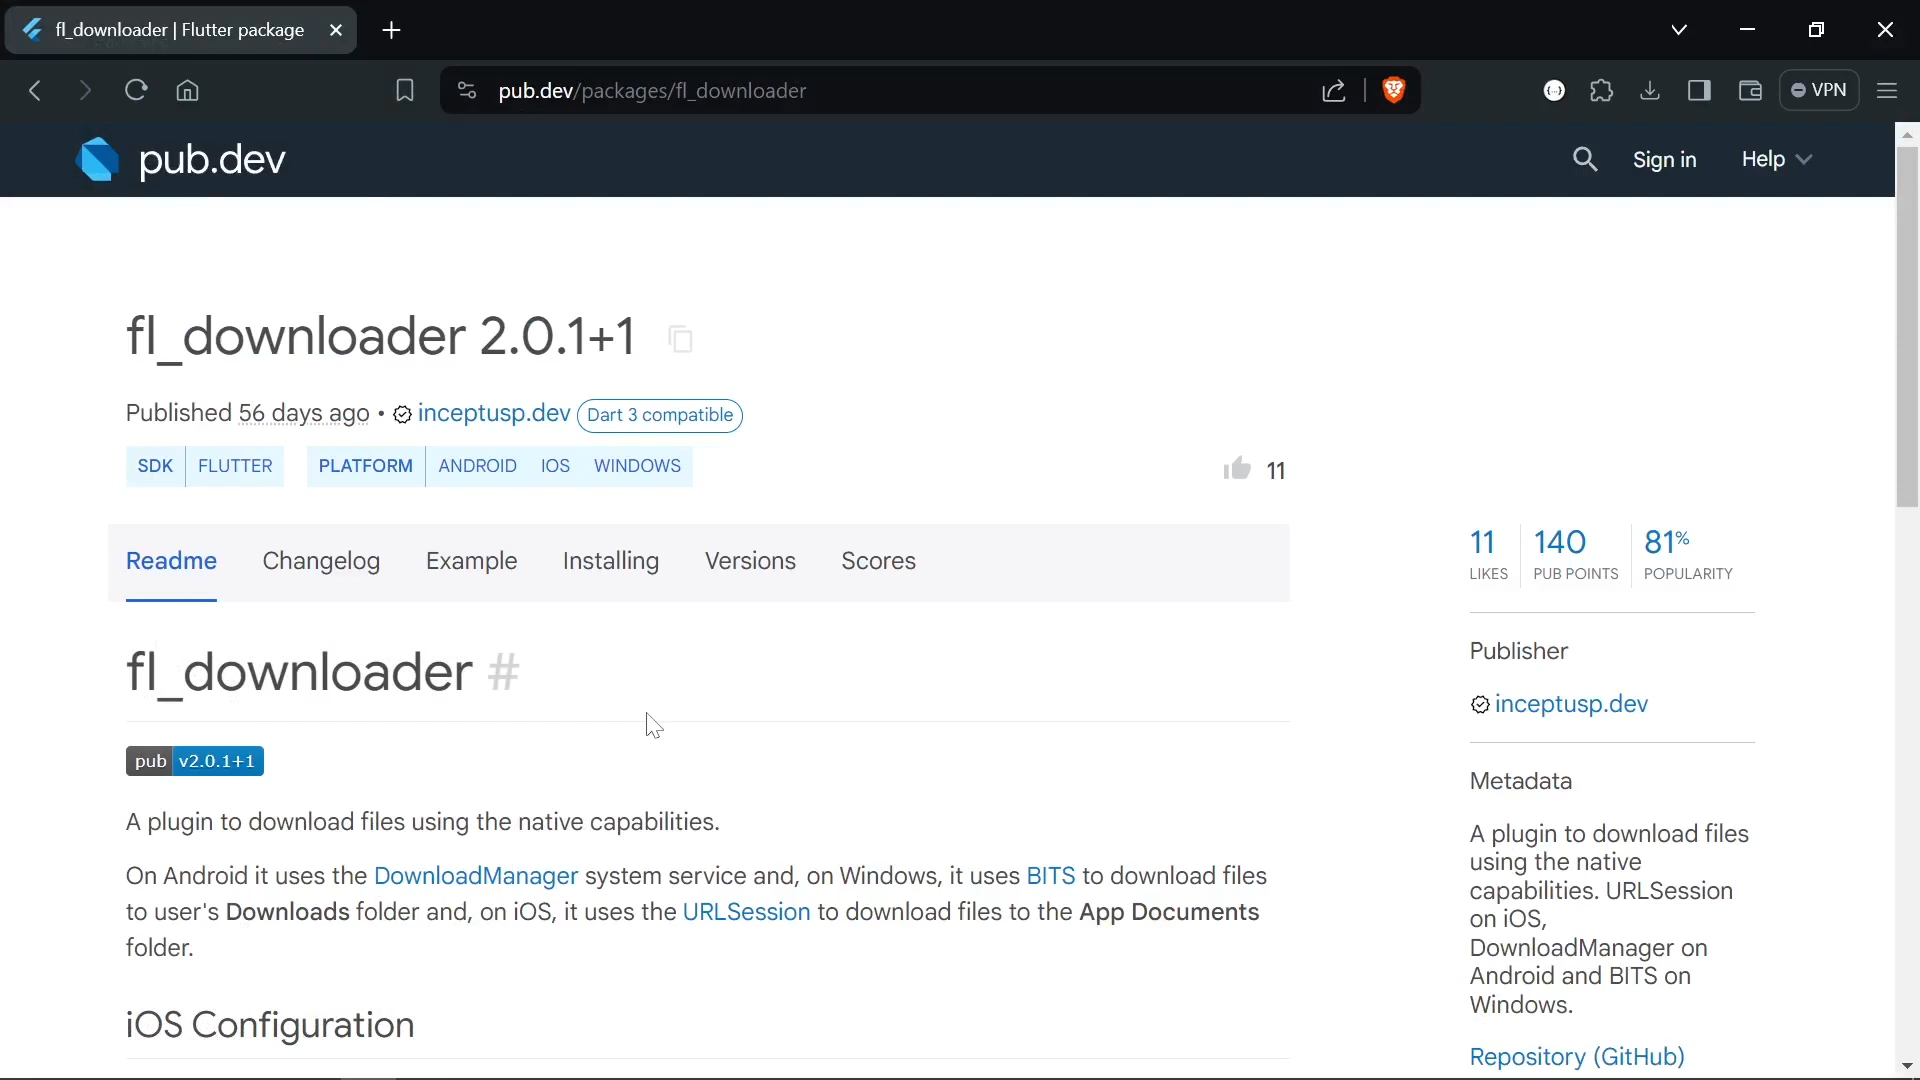 fl_downloader | Flutter package
pub.dev/packages/fl_downloader
VPN
pub.dev
Sign in
Help
fl_downloader 2.0.1+1
Published 56 days ago • inceptusp.dev Dart 3 compatible
SDK FLUTTER PLATFORM ANDROID IOS WINDOWS
11
Readme Changelog Example Installing Versions Scores
fl_downloader #
pub v2.0.1+1
A plugin to download files using the native capabilities.
On Android it uses the DownloadManager system service and, on Windows, it uses BITS to download files
to user's Downloads folder and, on iOS, it uses the URLSession to download files to the App Documents
folder.
iOS Configuration
11 140 81%
LIKES PUB POINTS POPULARITY
Publisher
inceptusp.dev
Metadata
A plugin to download files
using the native
capabilities. URLSession
on iOS,
DownloadManager on
Android and BITS on
Windows.
Repository (GitHub)